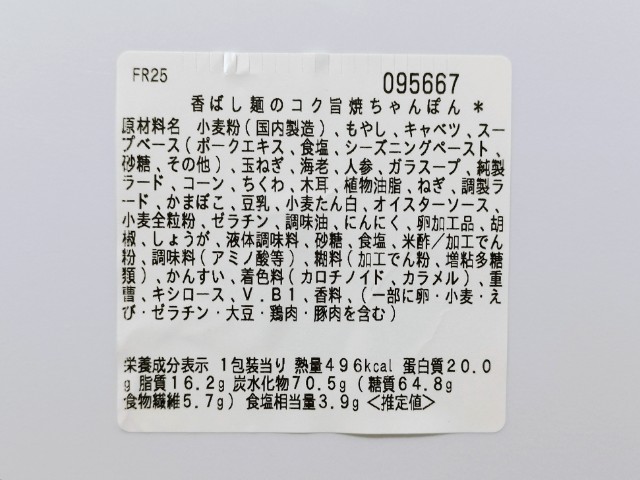 FR25
095667
香ばし麺のコク旨焼ちゃんぽん＊
原材料名 小麦粉(国内製造)、もやし、キャベツ、スー
プベース(ポークエキス、食塩、シーズニングペースト、
砂糖、その他)、玉ねぎ、海老、人参、ガラスープ、純製
ラード、コーン、ちくわ、木耳、植物油脂、ねぎ、調製ラ
ード、かまぼこ、豆乳、小麦たん白、オイスターソース、
小麦全粒粉、ゼラチン、調味油、にんにく、卵加工品、胡
椒、しょうが、液体調味料、砂糖、食塩、米酢／加工でん
粉、調味料(アミノ酸等)、糊料(加工でん粉、増粘多糖
類)、かんすい、着色料(カロチノイド、カラメル)、重
曹、キシロース、V.B1、香料、(一部に卵・小麦・え
び・ゼラチン・大豆・鶏肉・豚肉を含む)
栄養成分表示 1包装当り 熱量496kcal 蛋白質20.0
g 脂質16.2g 炭水化物70.5g(糖質64.8g
食物繊維5.7g) 食塩相当量3.9g <推定値>